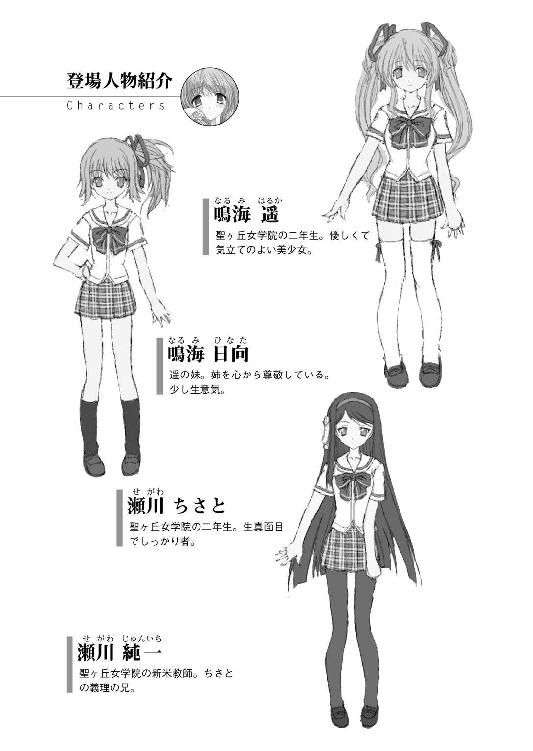 登場人物紹介
Characters
なるみ はるか
鳴海 遥
聖ヶ丘女学院の二年生。優しくて
気立てのよい美少女。
なるみ ひなた
鳴海 日向
遥の妹。姉を心から尊敬している。
少し生意気。
せがわ
瀬川 ちさと
聖ヶ丘女学院の二年生。生真面目
でしっかり者。
せがわ じゅんいち
瀬川 純一
聖ヶ丘女学院の新米教師。ちさと
の義理の兄。